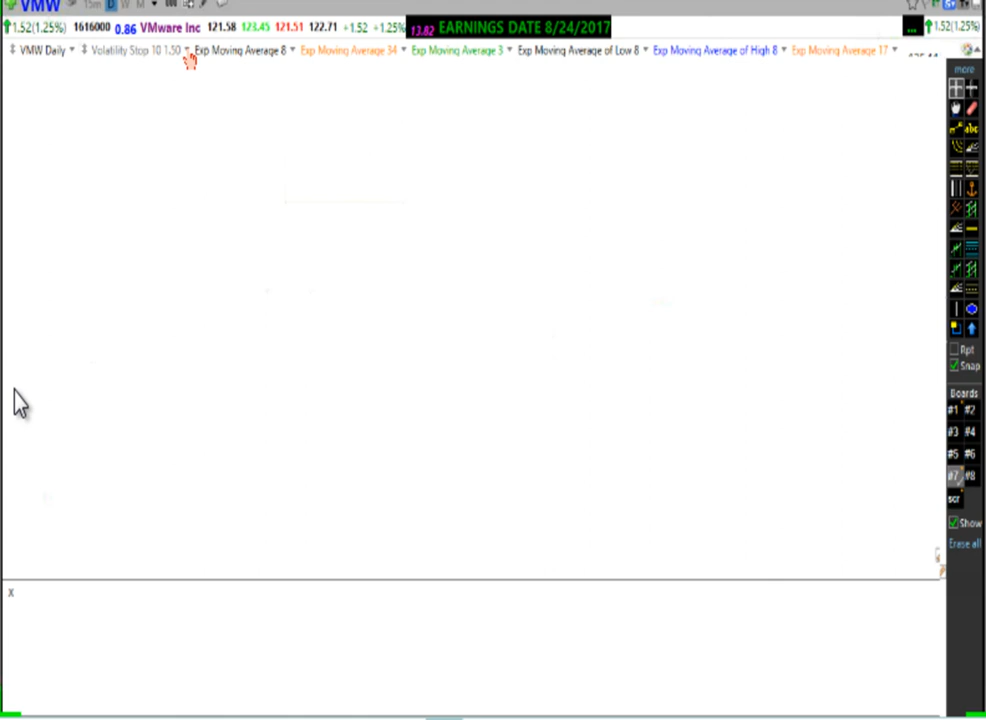 VMW 15m D W M
1.52(1.25%) 1616000 0.86 VMware Inc 121.58 123.45 121.51 122.71 +1.52 +1.25% 13.82 EARNINGS DATE 8/24/2017 ... 1.52(1.25%)
VMW Daily Volatility Stop 10 1.50 Exp Moving Average 8 Exp Moving Average 34 Exp Moving Average 3 Exp Moving Average of Low 8 Exp Moving Average of High 8 Exp Moving Average 17
more
abc
Rpt
Snap
Boards
#1 #2
#3 #4
#5 #6
#7 #8
scr
Show
Erase all
X